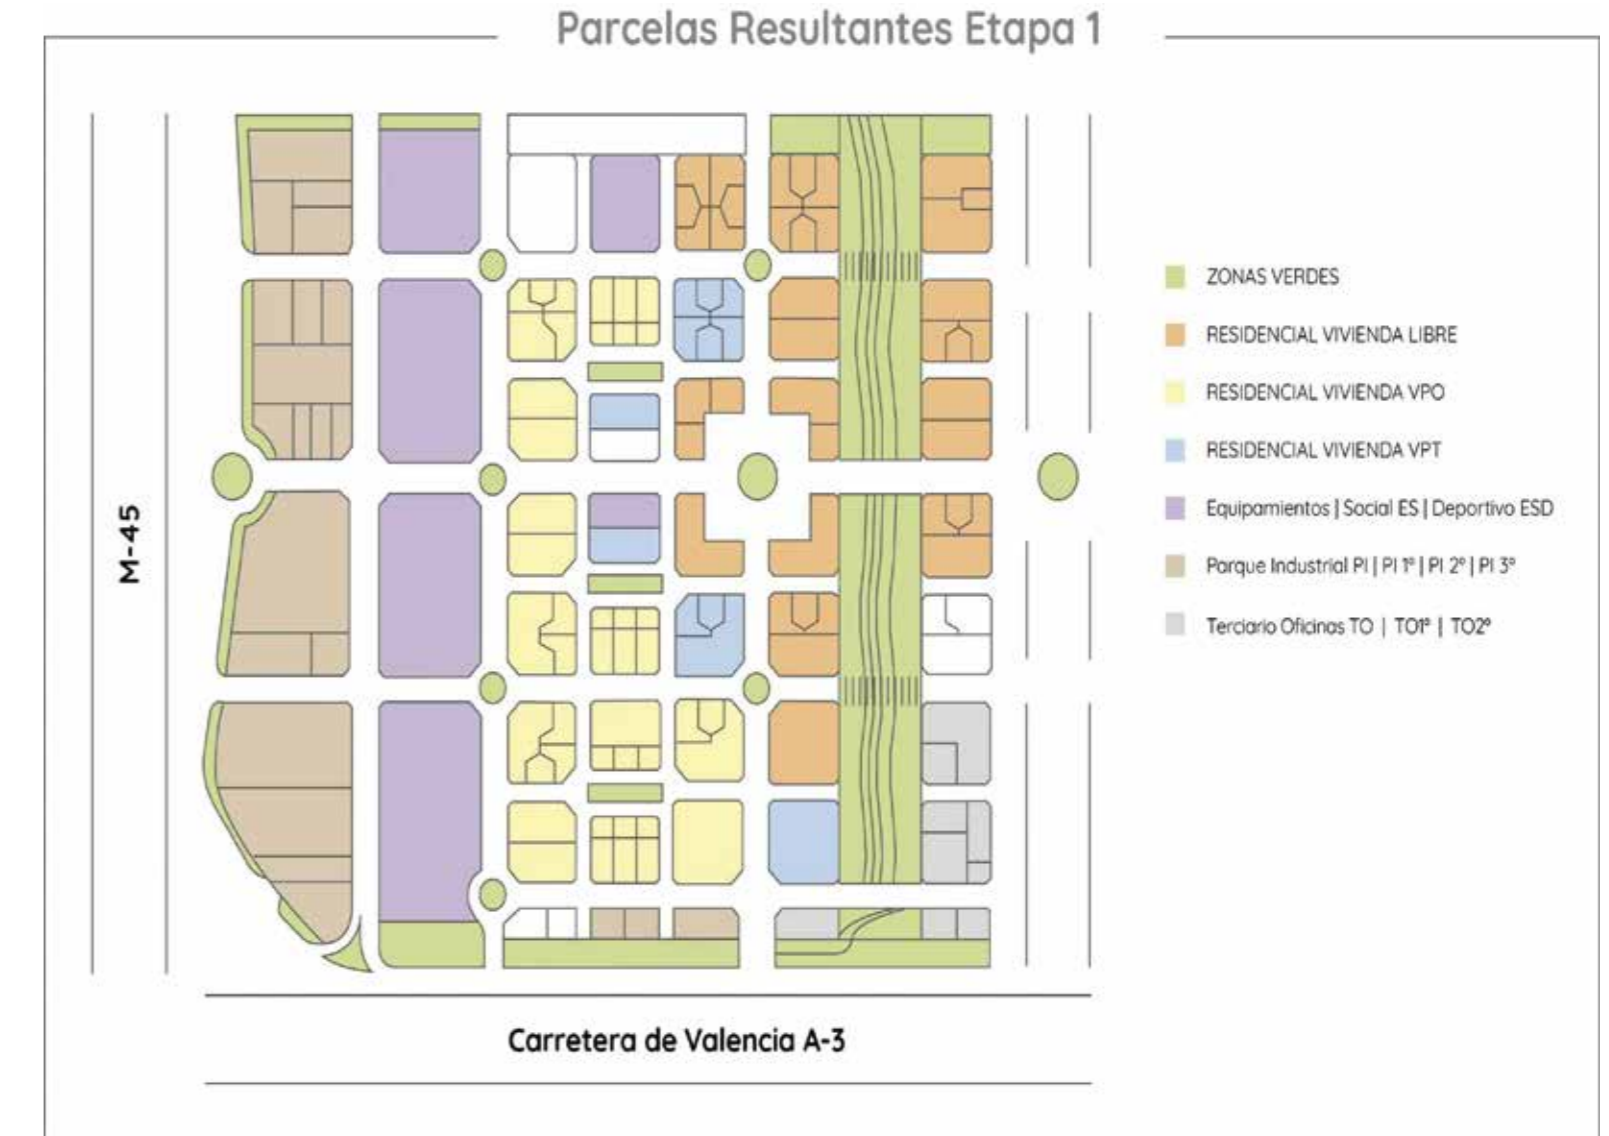 Parcelas Resultantes Etapa 1
M-45
ZONAS VERDES
RESIDENCIAL VIVIENDA LIBRE
RESIDENCIAL VIVIENDA VPO
RESIDENCIAL VIVIENDA VPT
Equipamientos | Social ES | Deportivo ESD
Parque Industrial PI | PI 1º | PI 2º | PI 3º
Terciario Oficinas TO | TO1º | TO2º
Carretera de Valencia A-3